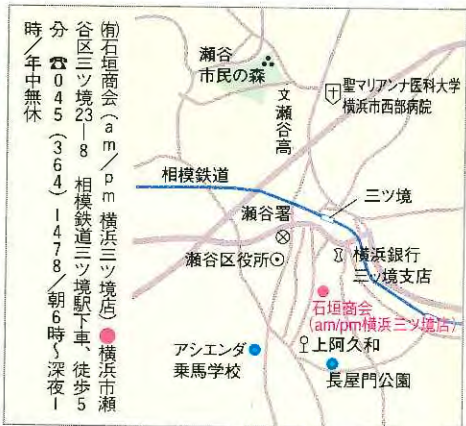 ㈲石垣商会(am/pm 横浜三ツ境店)●横浜市瀬
谷区三ツ境23―8 相模鉄道三ツ境駅下車、徒歩5
分 ☎045(364)1478/朝6時~深夜1
時/年中無休
瀬谷
市民の森
文瀬谷高
聖マリアンナ医科大学
横浜市西部病院
相模鉄道
三ツ境
瀬谷署
瀬谷区役所
横浜銀行
三ツ境支店
石垣商会
(am/pm横浜三ツ境店)
上阿久和
アシエンダ
乗馬学校
長屋門公園